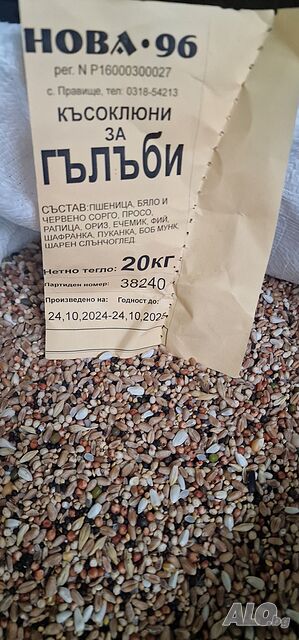 НОВА•96
рег. N P16000300027
с. Правище, тел: 0318-54213
КЪСОКЛЮНИ
ЗА
ГЪЛЪБИ
СЪСТАВ:ПШЕНИЦА, БЯЛО И
ЧЕРВЕНО СОРГО, ПРОСО,
РАПИЦА, ОРИЗ, ЕЧЕМИК, ФИЙ,
ШАФРАНКА, ПУКАНКА, БОБ МУНК,
ШАРЕН СЛЪНЧОГЛЕД.
Нетно тегло: 20КГ.
Партиден номер: 38240
Произведено на: Годност до:
24,10,2024-24,10,2025
ALO.bg